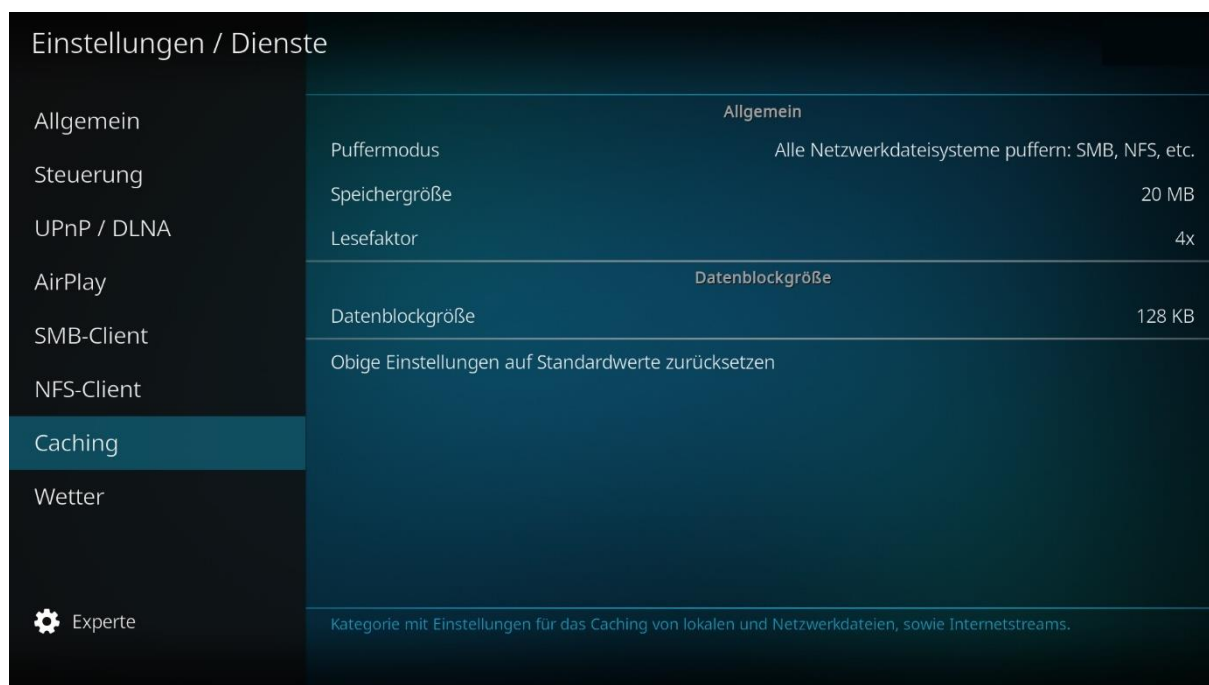 Einstellungen / Dienste
Allgemein
Steuerung
UPnP / DLNA
AirPlay
SMB-Client
NFS-Client
Caching
Wetter
Experte
Allgemein
Puffermodus Alle Netzwerkdateisysteme puffern: SMB, NFS, etc.
Speichergröße 20 MB
Lesefaktor 4x
Datenblockgröße
Datenblockgröße 128 KB
Obige Einstellungen auf Standardwerte zurücksetzen
Kategorie mit Einstellungen für das Caching von lokalen und Netzwerkdateien, sowie Internetstreams.